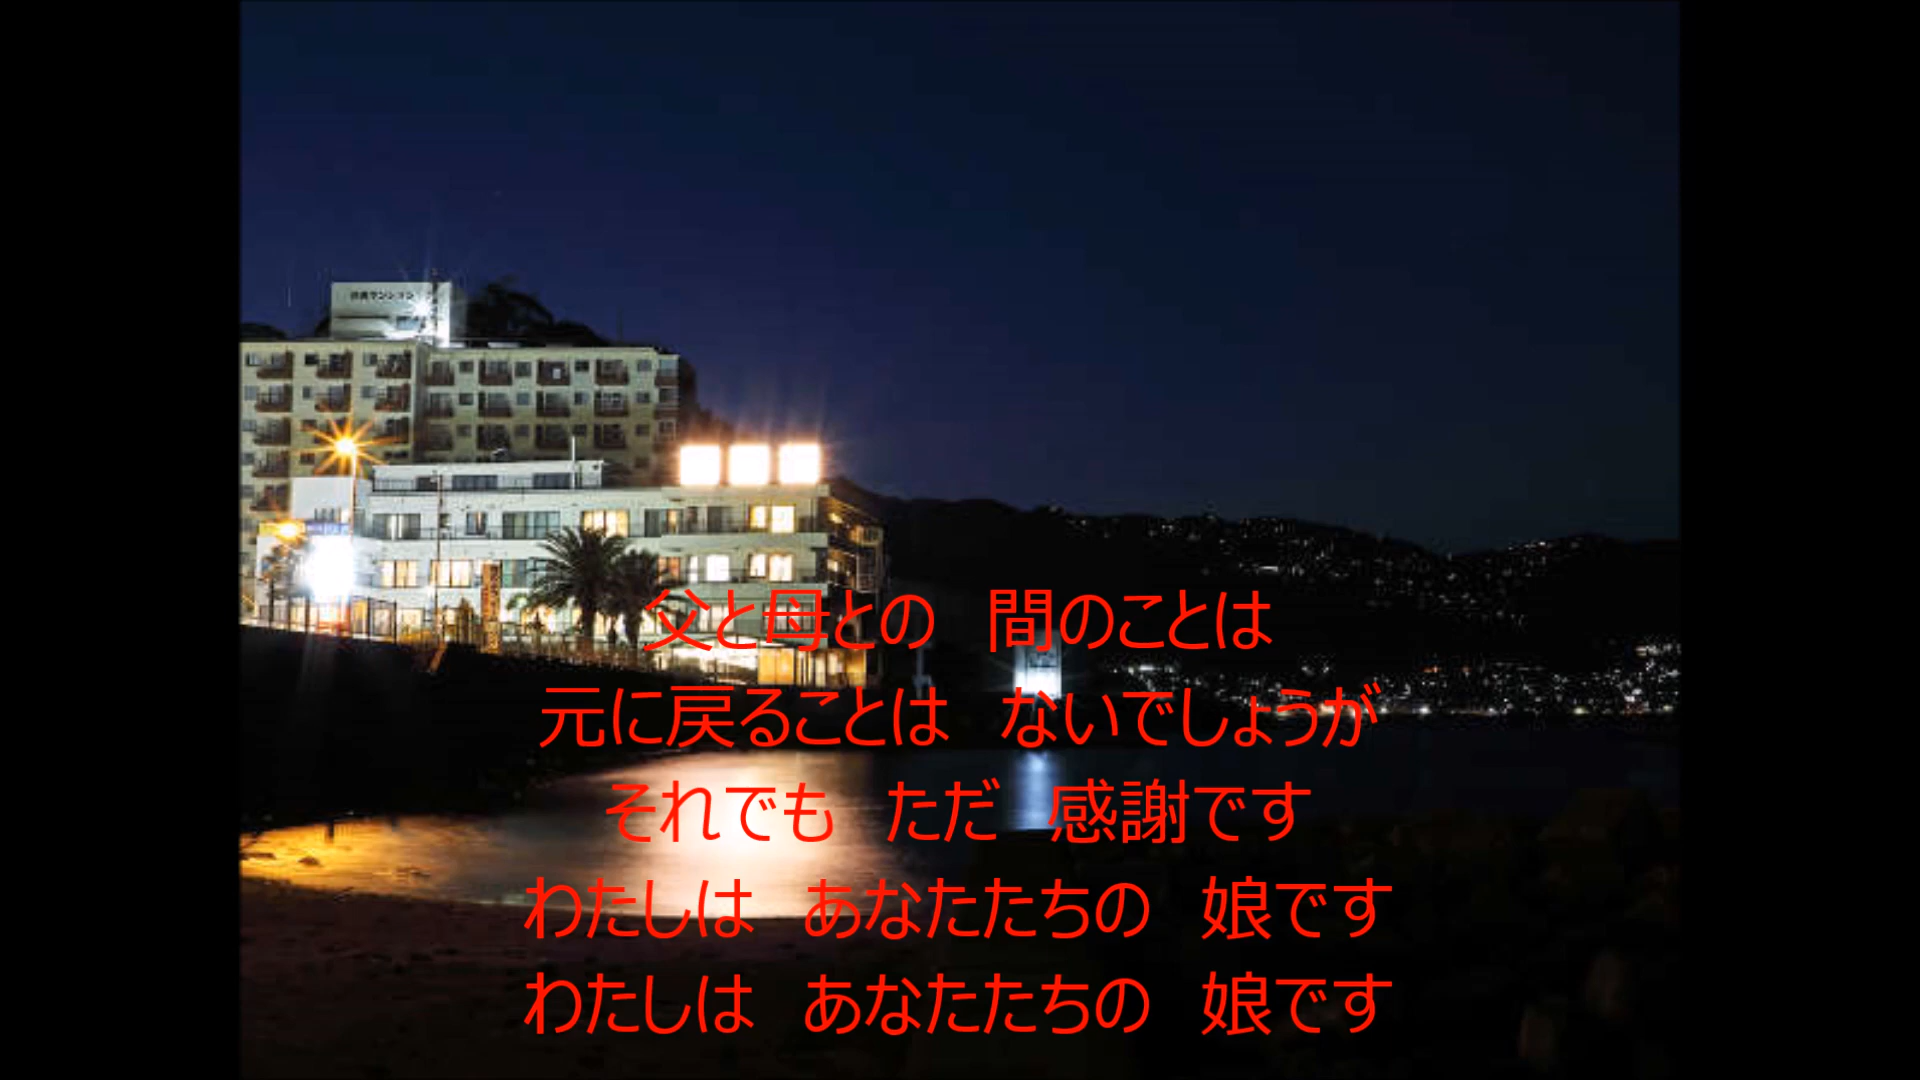 父と母との　間のことは
元に戻ることは　ないでしょうが
それでも　ただ　感謝です
わたしは　あなたたちの　娘です
わたしは　あなたたちの　娘です